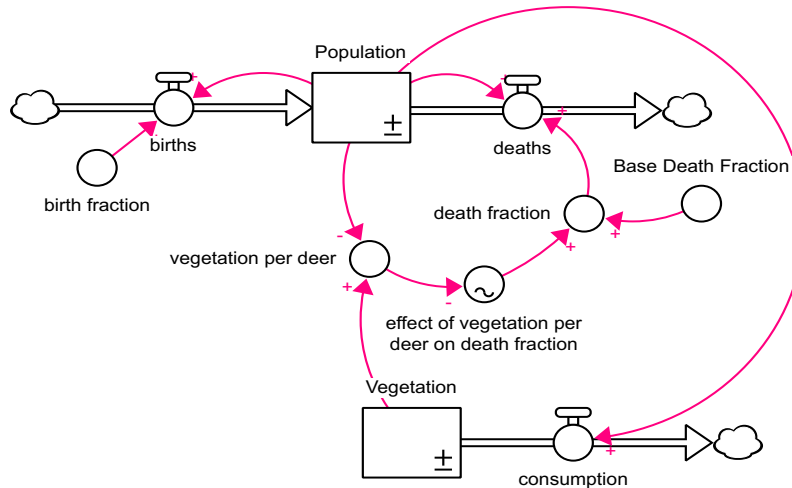 Population
births
deaths
Base Death Fraction
birth fraction
death fraction
vegetation per deer
effect of vegetation per
deer on death fraction
Vegetation
consumption
+
-
+
+
+
-
+
+
-
+
±
±